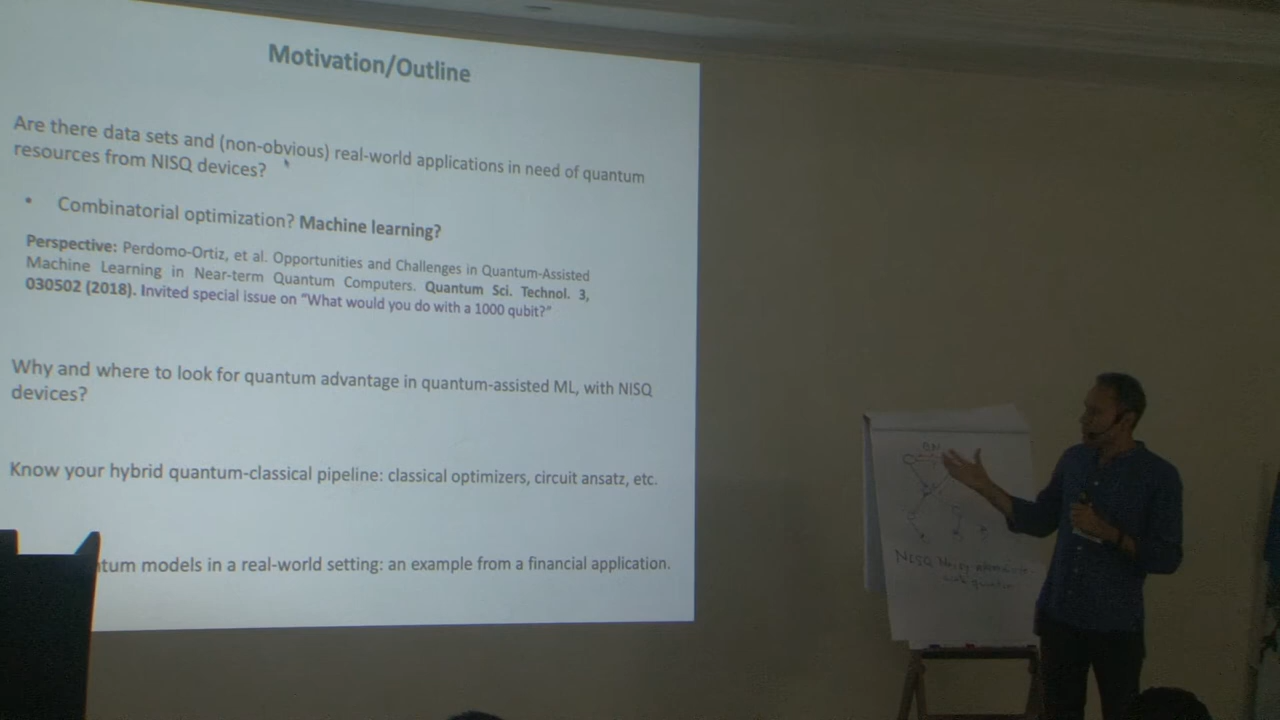 Motivation/Outline
Are there data sets and (non-obvious) real-world applications in need of quantum
resources from NISQ devices?
• Combinatorial optimization? Machine learning?
Perspective: Perdomo-Ortiz, et al. Opportunities and Challenges in Quantum-Assisted
Machine Learning in Near-term Quantum Computers. Quantum Sci. Technol. 3,
030502 (2018). Invited special issue on “What would you do with a 1000 qubit?”
Why and where to look for quantum advantage in quantum-assisted ML, with NISQ
devices?
Know your hybrid quantum-classical pipeline: classical optimizers, circuit ansatz, etc.
tum models in a real-world setting: an example from a financial application.
NISQ Noisy